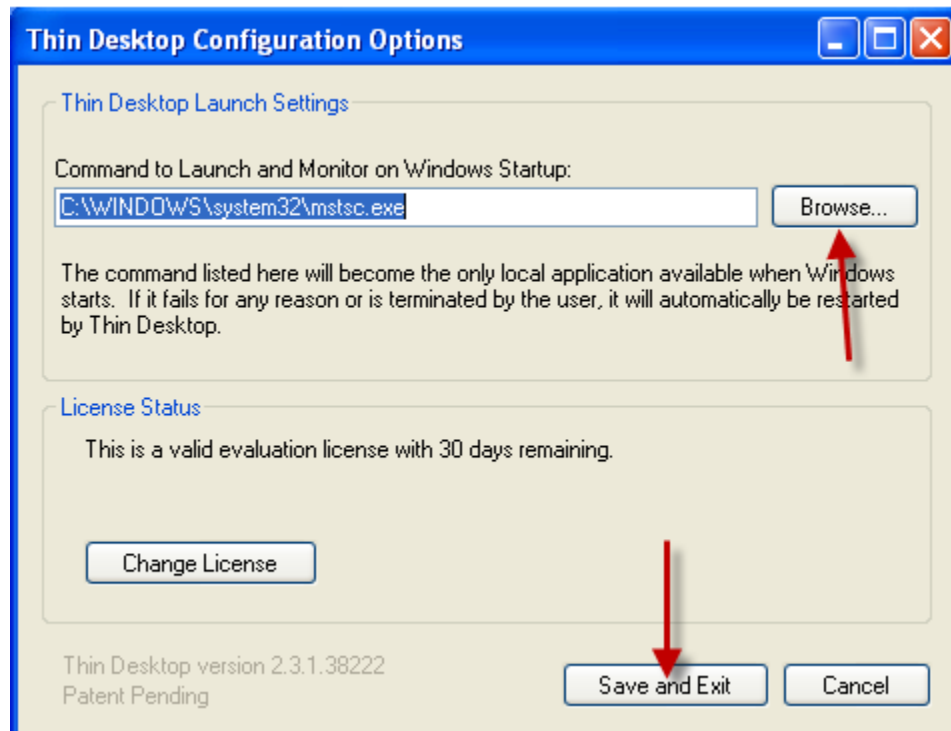 Thin Desktop Configuration Options
Thin Desktop Launch Settings
Command to Launch and Monitor on Windows Startup:
C:\WINDOWS\system32\mstsc.exe
Browse...
The command listed here will become the only local application available when Windows
starts.  If it fails for any reason or is terminated by the user, it will automatically be restarted
by Thin Desktop.
License Status
This is a valid evaluation license with 30 days remaining.
Change License
Thin Desktop version 2.3.1.38222
Patent Pending
Save and Exit
Cancel